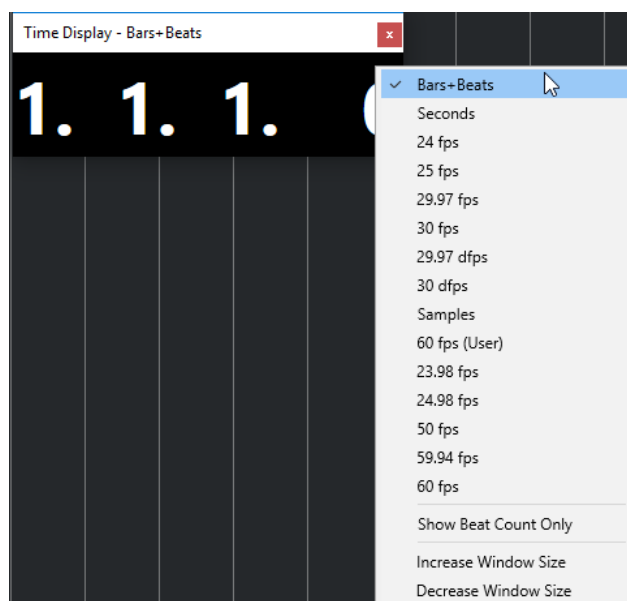 Time Display - Bars+Beats
x
1. 1. 1.
Bars+Beats
Seconds
24 fps
25 fps
29.97 fps
30 fps
29.97 dfps
30 dfps
Samples
60 fps (User)
23.98 fps
24.98 fps
50 fps
59.94 fps
60 fps
Show Beat Count Only
Increase Window Size
Decrease Window Size